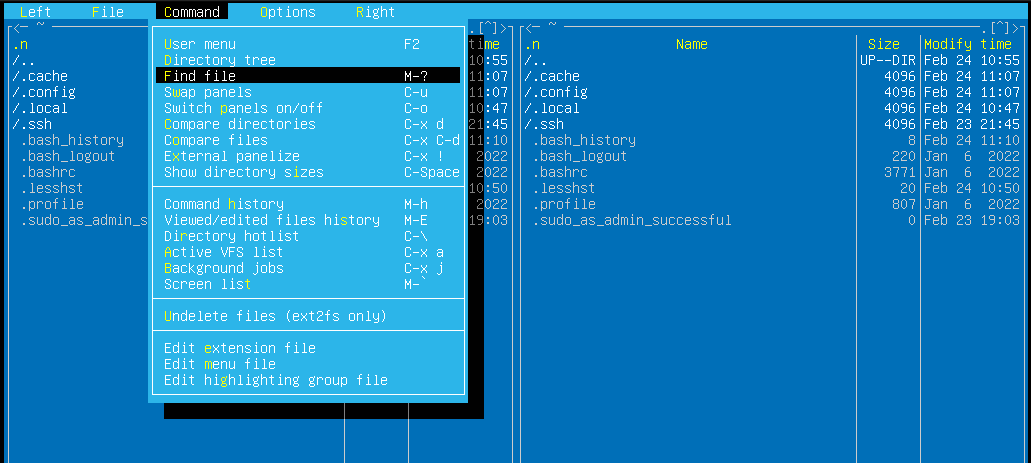 Left File Command Options Right
<─ ~ .[^]> <─ ~ .[^]>
.n time
/.. 10:55
/.cache 11:07
/.config 11:07
/.local 10:47
/.ssh 21:45
.bash_history 11:10
.bash_logout 2022
.bashrc 2022
.lesshst 10:50
.profile 2022
.sudo_as_admin_s 19:03
User menu F2
Directory tree
Find file M-?
Swap panels C-u
Switch panels on/off C-o
Compare directories C-x d
Compare files C-x C-d
External panelize C-x !
Show directory sizes C-Space
Command history M-h
Viewed/edited files history M-E
Directory hotlist C-\
Active VFS list C-x a
Background jobs C-x j
Screen list M-`
Undelete files (ext2fs only)
Edit extension file
Edit menu file
Edit highlighting group file
.n Name Size Modify time
/.. UP--DIR Feb 24 10:55
/.cache 4096 Feb 24 11:07
/.config 4096 Feb 24 11:07
/.local 4096 Feb 24 10:47
/.ssh 4096 Feb 23 21:45
.bash_history 8 Feb 24 11:10
.bash_logout 220 Jan 6 2022
.bashrc 3771 Jan 6 2022
.lesshst 20 Feb 24 10:50
.profile 807 Jan 6 2022
.sudo_as_admin_successful 0 Feb 23 19:03